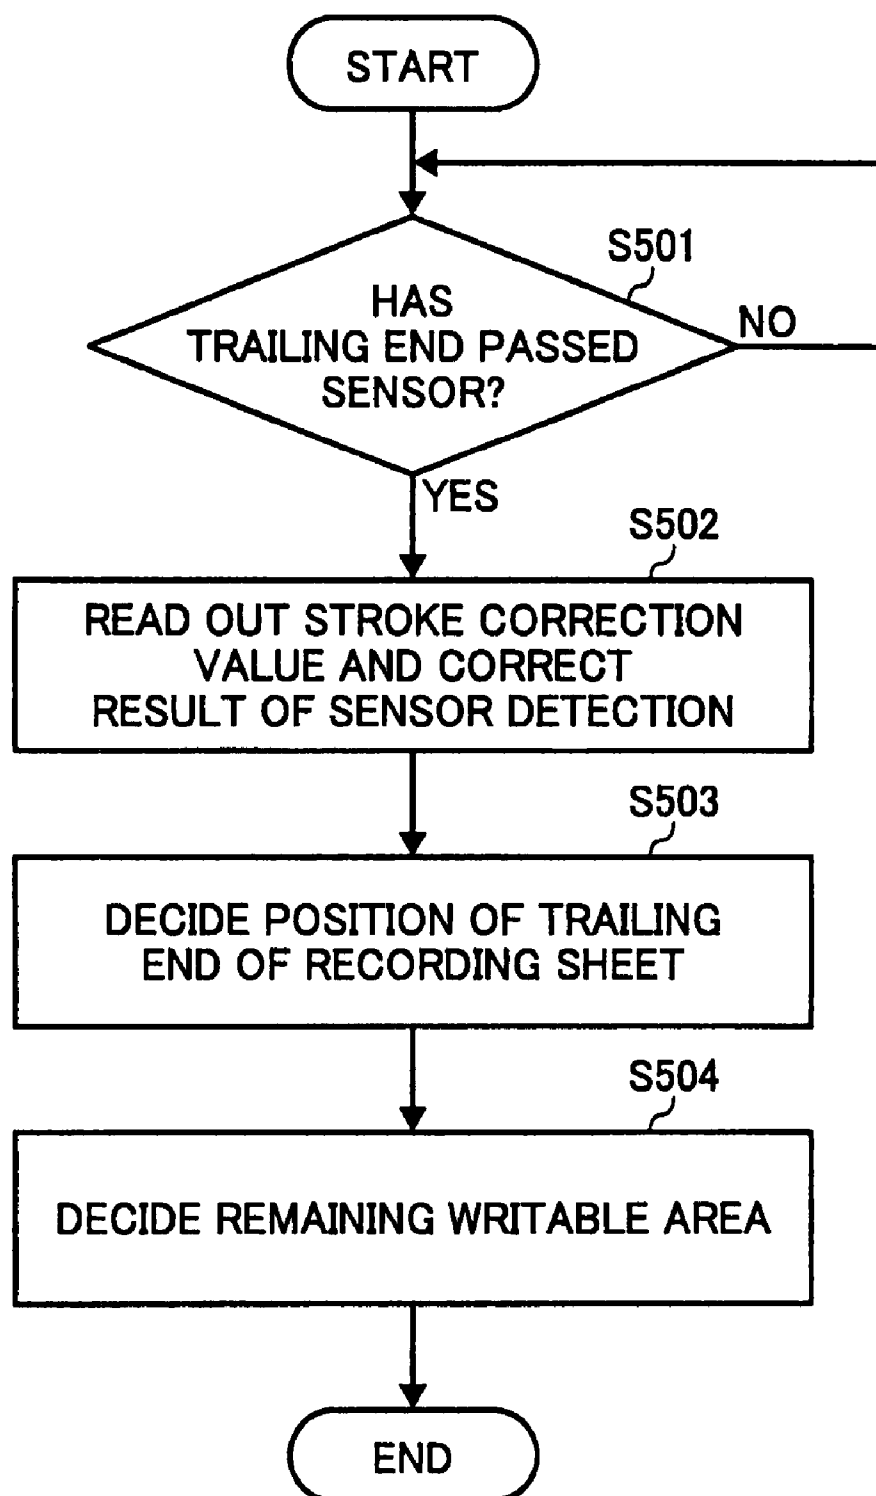 START
S501
HAS
TRAILING END PASSED
SENSOR?
NO
YES
S502
READ OUT STROKE CORRECTION
VALUE AND CORRECT
RESULT OF SENSOR DETECTION
S503
DECIDE POSITION OF TRAILING
END OF RECORDING SHEET
S504
DECIDE REMAINING WRITABLE AREA
END